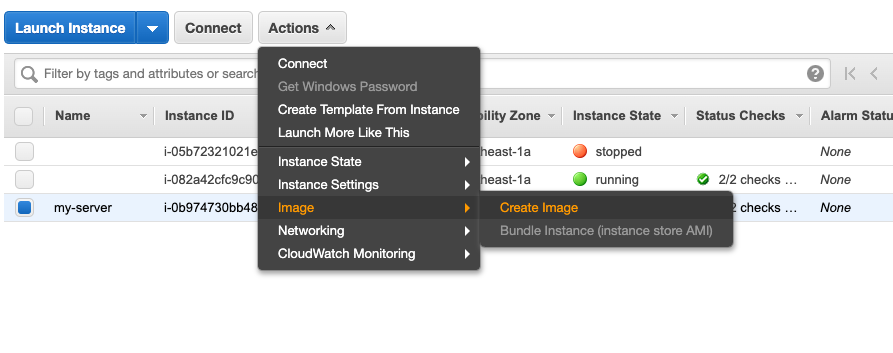 Launch Instance Connect Actions
Connect
Filter by tags and attributes or search
Get Windows Password
Create Template From Instance
Name Instance ID bility Zone Instance State Status Checks Alarm Statu
Launch More Like This
i-05b72321021e heast-1a stopped None
Instance State
i-082a42cfc9c90 heast-1a running 2/2 checks … None
Instance Settings
my-server i-0b974730bb48 Image Create Image 2 checks … None
Networking Bundle Instance (instance store AMI)
CloudWatch Monitoring